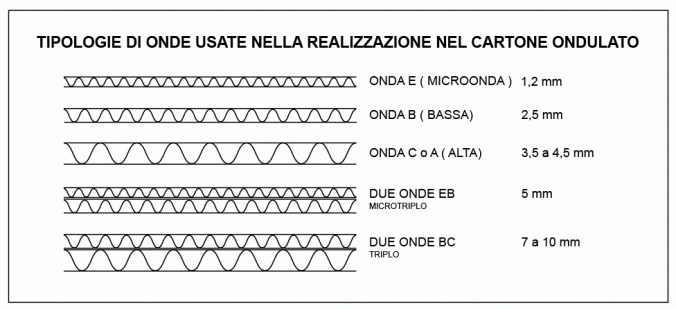 TIPOLOGIE DI ONDE USATE NELLA REALIZZAZIONE NEL CARTONE ONDULATO
ONDA E ( MICROONDA ) 1,2 mm
ONDA B ( BASSA) 2,5 mm
ONDA C o A ( ALTA) 3,5 a 4,5 mm
DUE ONDE EB 5 mm
MICROTRIPLO
DUE ONDE BC 7 a 10 mm
TRIPLO